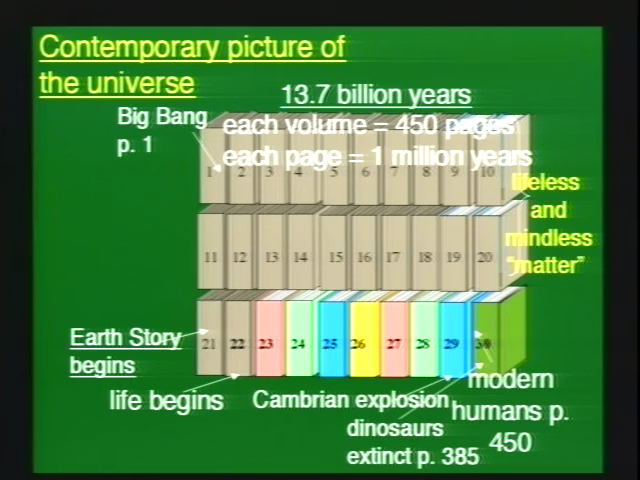 Contemporary picture of
the universe
13.7 billion years
Big Bang
p. 1
each volume = 450 pages
each page = 1 million years
1 2 3 4 5 6 7 8 9 10
lifeless
and
mindless
“matter”
11 12 13 14 15 16 17 18 19 20
21 22 23 24 25 26 27 28 29 30
Earth Story
begins
life begins
Cambrian explosion
dinosaurs
extinct p. 385
modern
humans p.
450